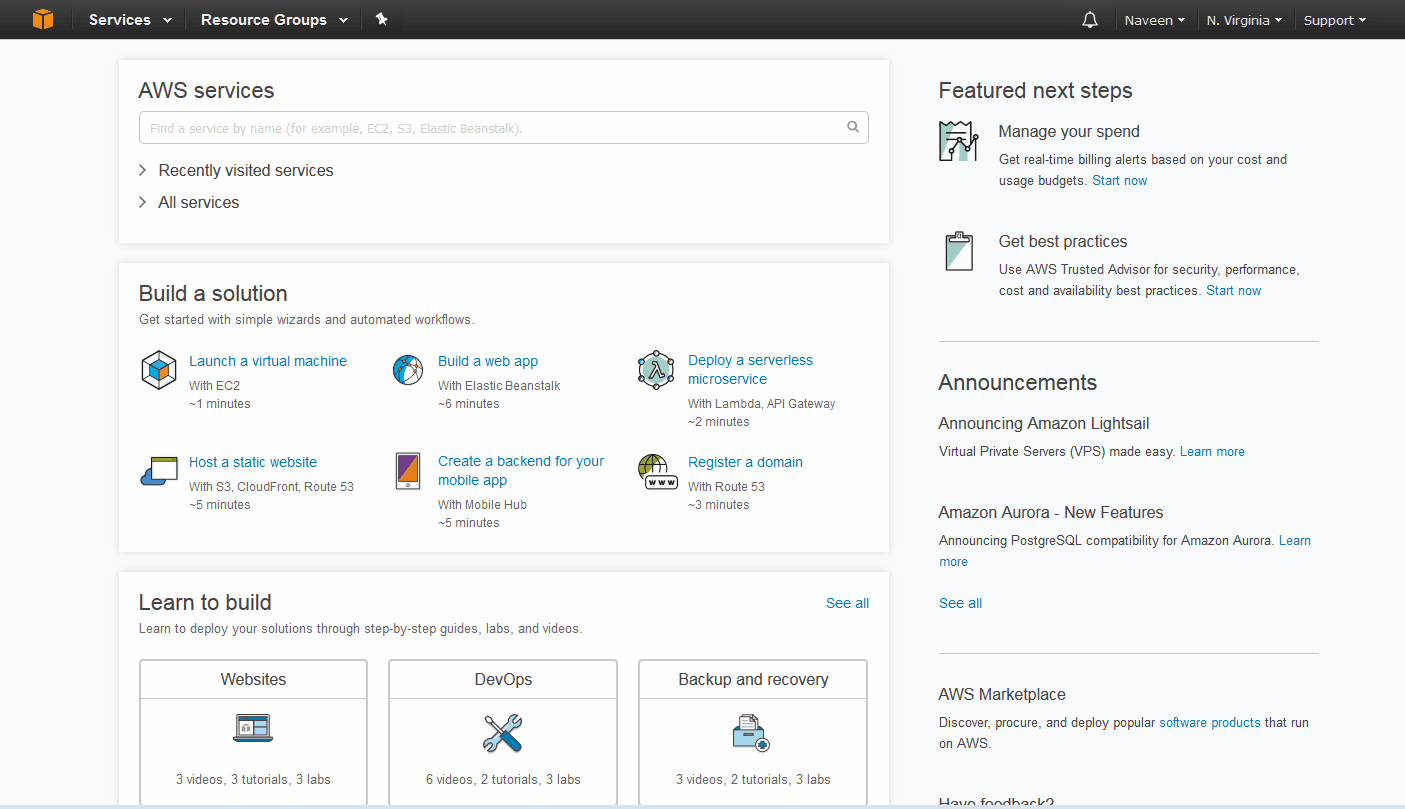 Services
Resource Groups
Naveen
N. Virginia
Support
AWS services
Find a service by name (for example, EC2, S3, Elastic Beanstalk).
Recently visited services
All services
Build a solution
Get started with simple wizards and automated workflows.
Launch a virtual machine
With EC2
~1 minutes
Build a web app
With Elastic Beanstalk
~6 minutes
Deploy a serverless
microservice
With Lambda, API Gateway
~2 minutes
Host a static website
With S3, CloudFront, Route 53
~5 minutes
Create a backend for your
mobile app
With Mobile Hub
~5 minutes
Register a domain
With Route 53
~3 minutes
Learn to build
See all
Learn to deploy your solutions through step-by-step guides, labs, and videos.
Websites
3 videos, 3 tutorials, 3 labs
DevOps
6 videos, 2 tutorials, 3 labs
Backup and recovery
3 videos, 2 tutorials, 3 labs
Featured next steps
Manage your spend
Get real-time billing alerts based on your cost and
usage budgets. Start now
Get best practices
Use AWS Trusted Advisor for security, performance,
cost and availability best practices. Start now
Announcements
Announcing Amazon Lightsail
Virtual Private Servers (VPS) made easy. Learn more
Amazon Aurora - New Features
Announcing PostgreSQL compatibility for Amazon Aurora. Learn
more
See all
AWS Marketplace
Discover, procure, and deploy popular software products that run
on AWS.
Have feedback?